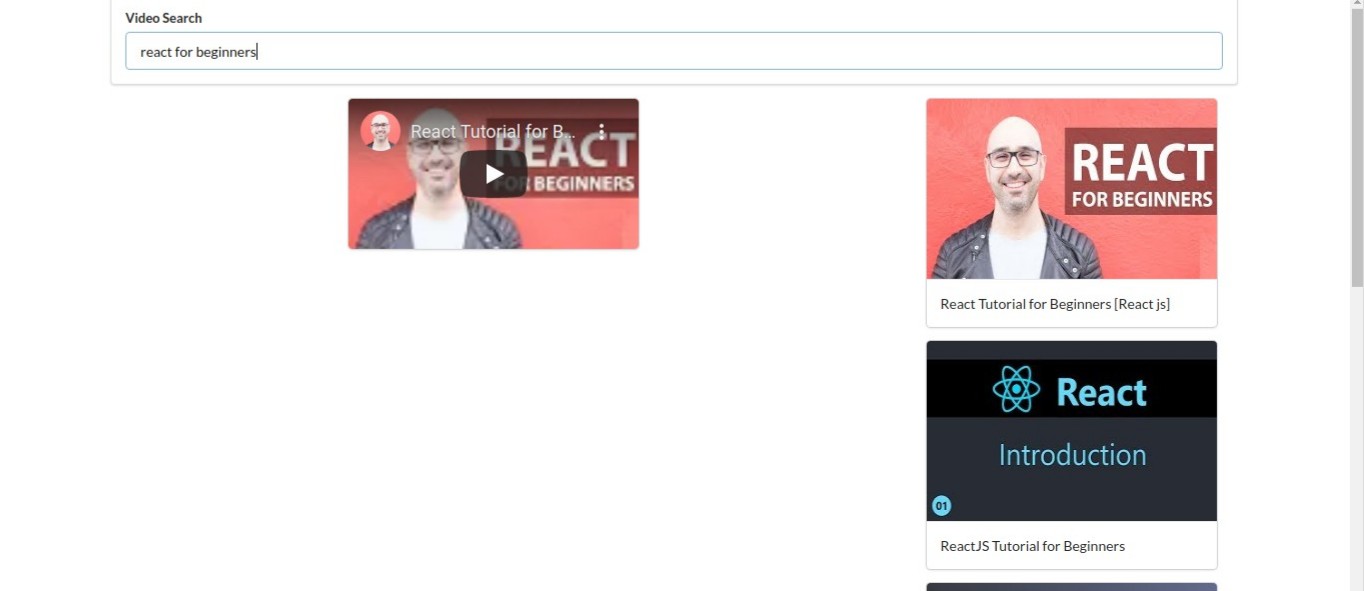 Video Search
react for beginners
React Tutorial for B...
REACT
FOR BEGINNERS
REACT
FOR BEGINNERS
React Tutorial for Beginners [React js]
React
Introduction
01
ReactJS Tutorial for Beginners